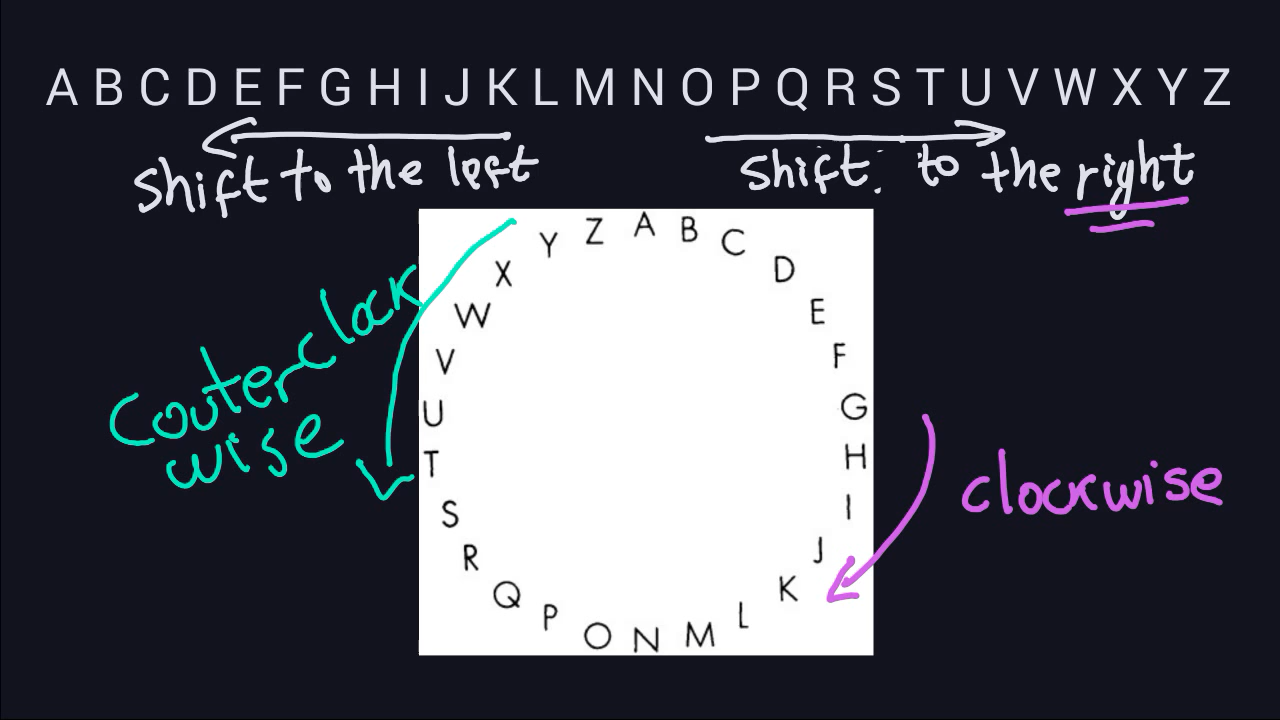 A B C D E F G H I J K L M N O P Q R S T U V W X Y Z
Shift to the left
Shift to the right
A B C D E F G H I J K L M N O P Q R S T U V W X Y Z
Couterclock
wise
clockwise